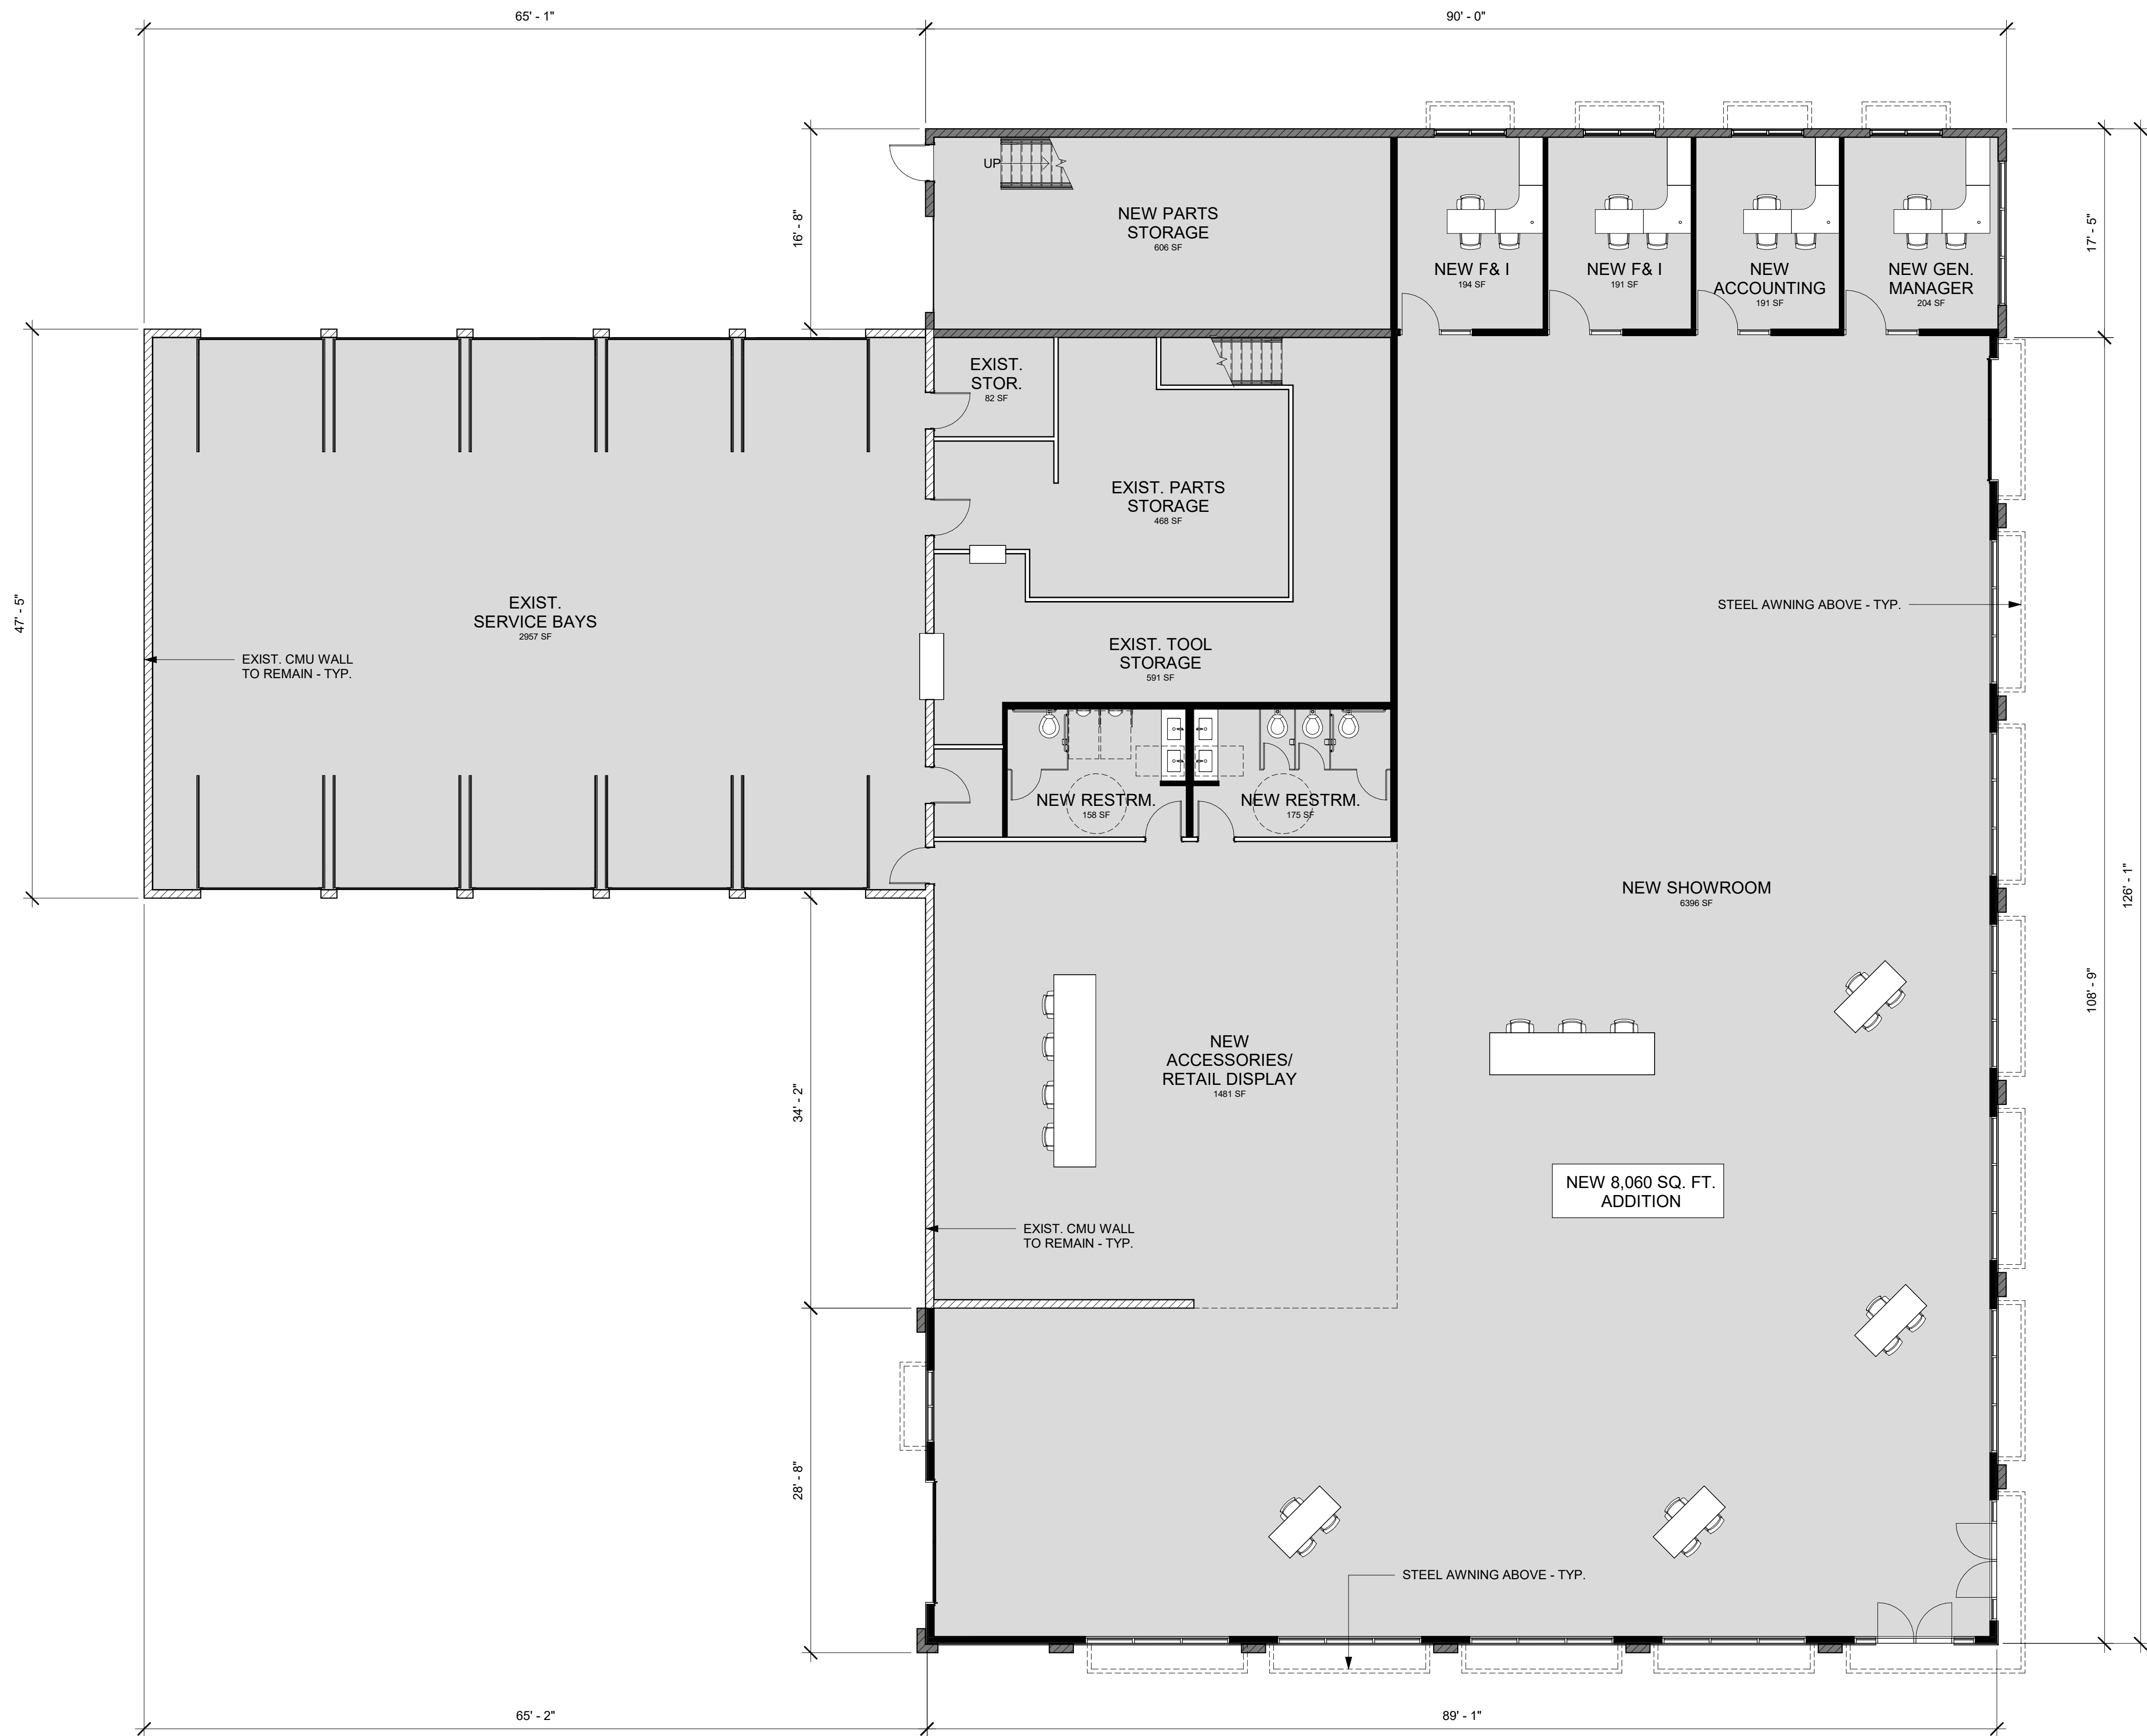 65' - 1"
90' - 0"
UP
NEW PARTS
STORAGE
606 SF
16' - 8"
17' - 5"
NEW F& I
194 SF
NEW F& I
191 SF
NEW
ACCOUNTING
191 SF
NEW GEN.
MANAGER
204 SF
EXIST.
STOR.
82 SF
EXIST. PARTS
STORAGE
468 SF
EXIST.
SERVICE BAYS
2957 SF
47' - 5"
EXIST. CMU WALL
TO REMAIN - TYP.
EXIST. TOOL
STORAGE
591 SF
STEEL AWNING ABOVE - TYP.
NEW RESTRM.
158 SF
NEW RESTRM.
175 SF
NEW SHOWROOM
6396 SF
126' - 1"
108' - 9"
NEW
ACCESSORIES/
RETAIL DISPLAY
1481 SF
34' - 2"
NEW 8,060 SQ. FT.
ADDITION
EXIST. CMU WALL
TO REMAIN - TYP.
28' - 8"
STEEL AWNING ABOVE - TYP.
65' - 2"
89' - 1"